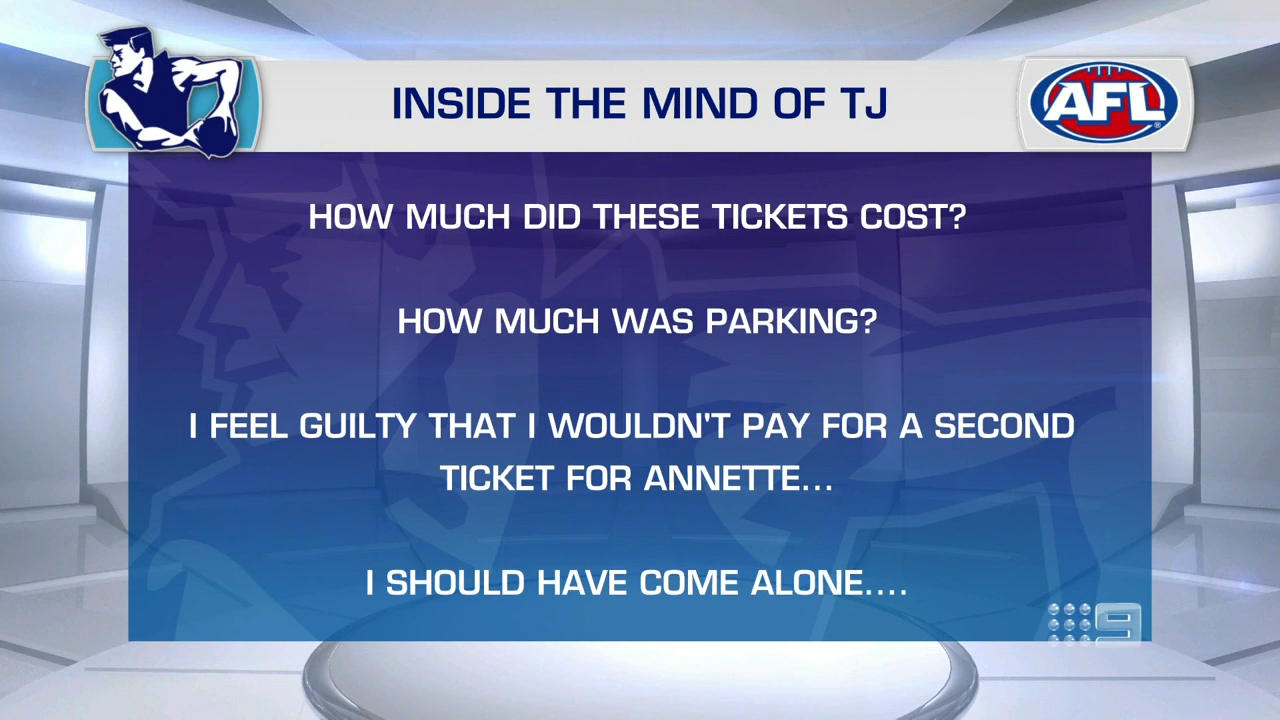 INSIDE THE MIND OF TJ
AFL
HOW MUCH DID THESE TICKETS COST?
HOW MUCH WAS PARKING?
I FEEL GUILTY THAT I WOULDN'T PAY FOR A SECOND
TICKET FOR ANNETTE...
I SHOULD HAVE COME ALONE....
9